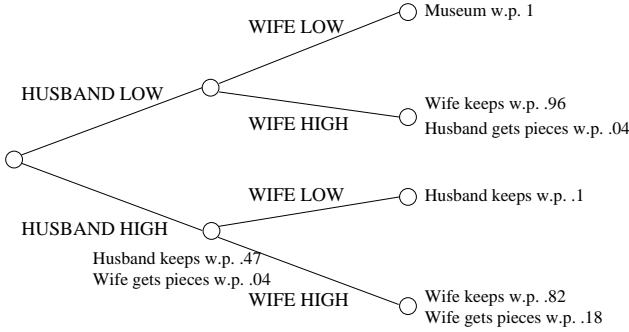 WIFE LOW
Museum w.p. 1
HUSBAND LOW
WIFE HIGH
Wife keeps w.p. .96
Husband gets pieces w.p. .04
WIFE LOW
Husband keeps w.p. .1
HUSBAND HIGH
Husband keeps w.p. .47
Wife gets pieces w.p. .04
WIFE HIGH
Wife keeps w.p. .82
Wife gets pieces w.p. .18